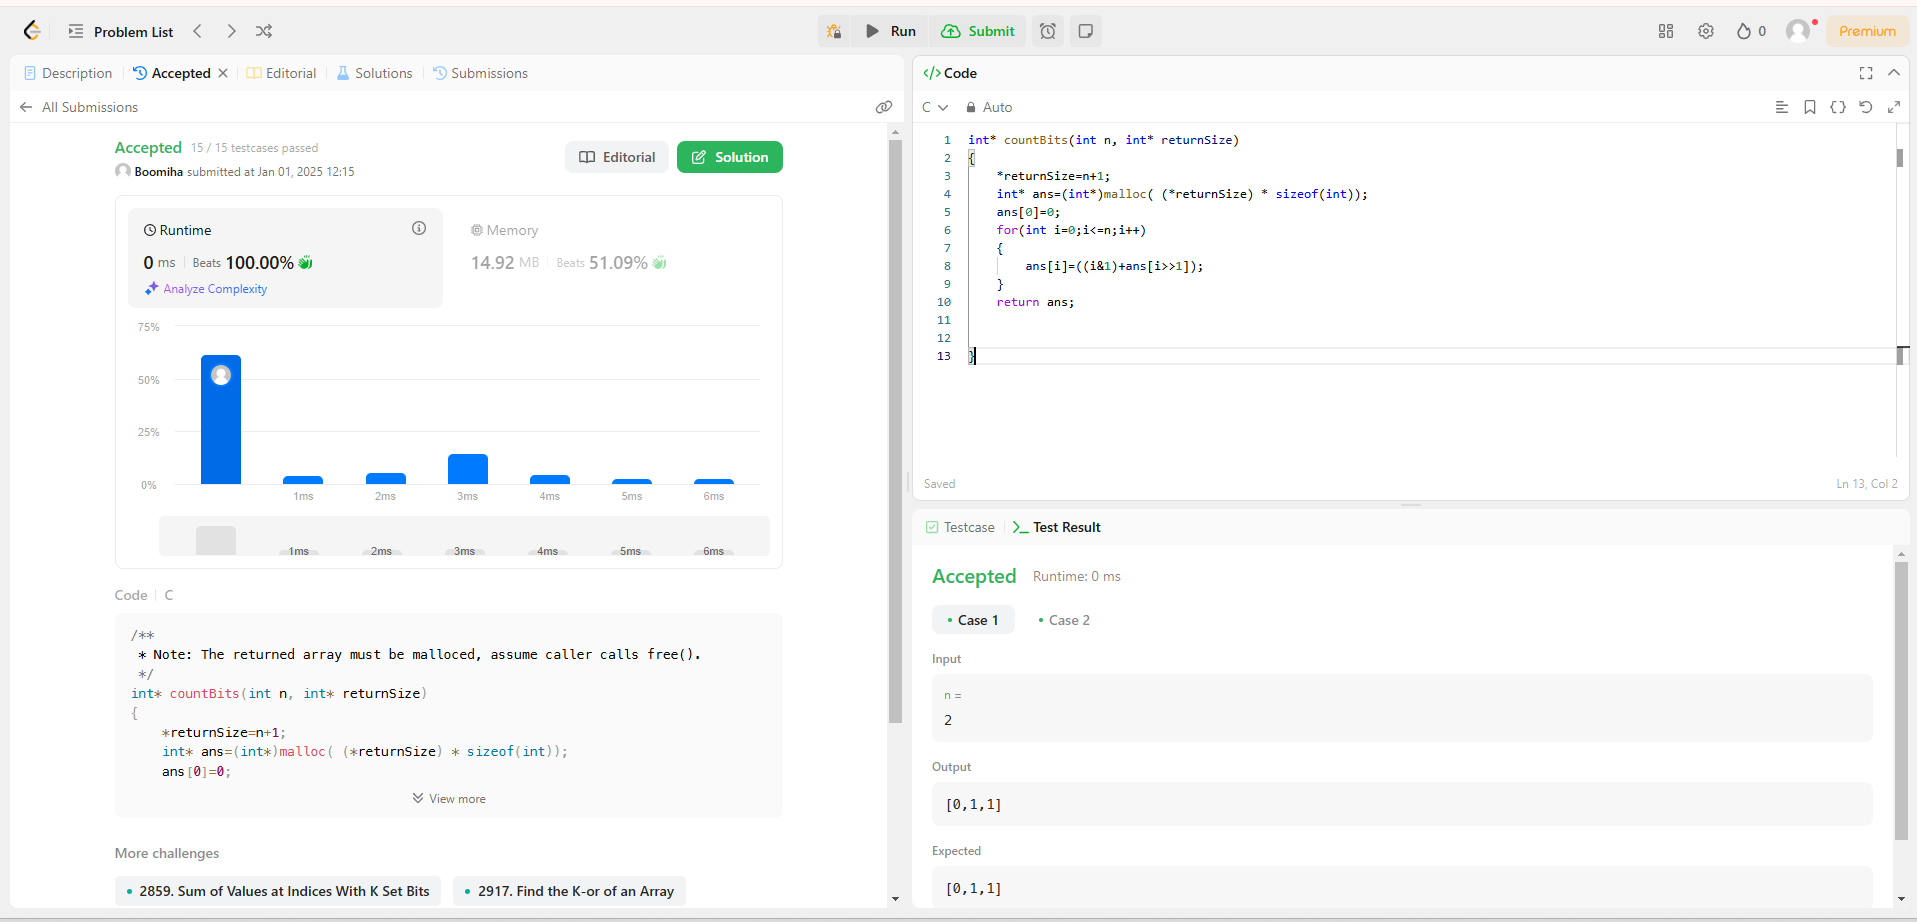 Problem List
Run
Submit
0
Premium
Description
Accepted
Editorial
Solutions
Submissions
All Submissions
Accepted 15 / 15 testcases passed
Boomiha submitted at Jan 01, 2025 12:15
Editorial
Solution
Runtime
0 ms | Beats 100.00%
Analyze Complexity
Memory
14.92 MB | Beats 51.09%
75%
50%
25%
0%
1ms 2ms 3ms 4ms 5ms 6ms
1ms 2ms 3ms 4ms 5ms 6ms
Code | C
/**
 * Note: The returned array must be malloced, assume caller calls free().
 */
int* countBits(int n, int* returnSize)
{
    *returnSize=n+1;
    int* ans=(int*)malloc( (*returnSize) * sizeof(int));
    ans[0]=0;
View more
More challenges
2859. Sum of Values at Indices With K Set Bits
2917. Find the K-or of an Array
</> Code
C
Auto
1 int* countBits(int n, int* returnSize)
2 {
3     *returnSize=n+1;
4     int* ans=(int*)malloc( (*returnSize) * sizeof(int));
5     ans[0]=0;
6     for(int i=0;i<=n;i++)
7     {
8         ans[i]=((i&1)+ans[i>>1]);
9     }
10     return ans;
11
12
13 }
Saved
Ln 13, Col 2
Testcase
Test Result
Accepted Runtime: 0 ms
Case 1
Case 2
Input
n =
2
Output
[0,1,1]
Expected
[0,1,1]